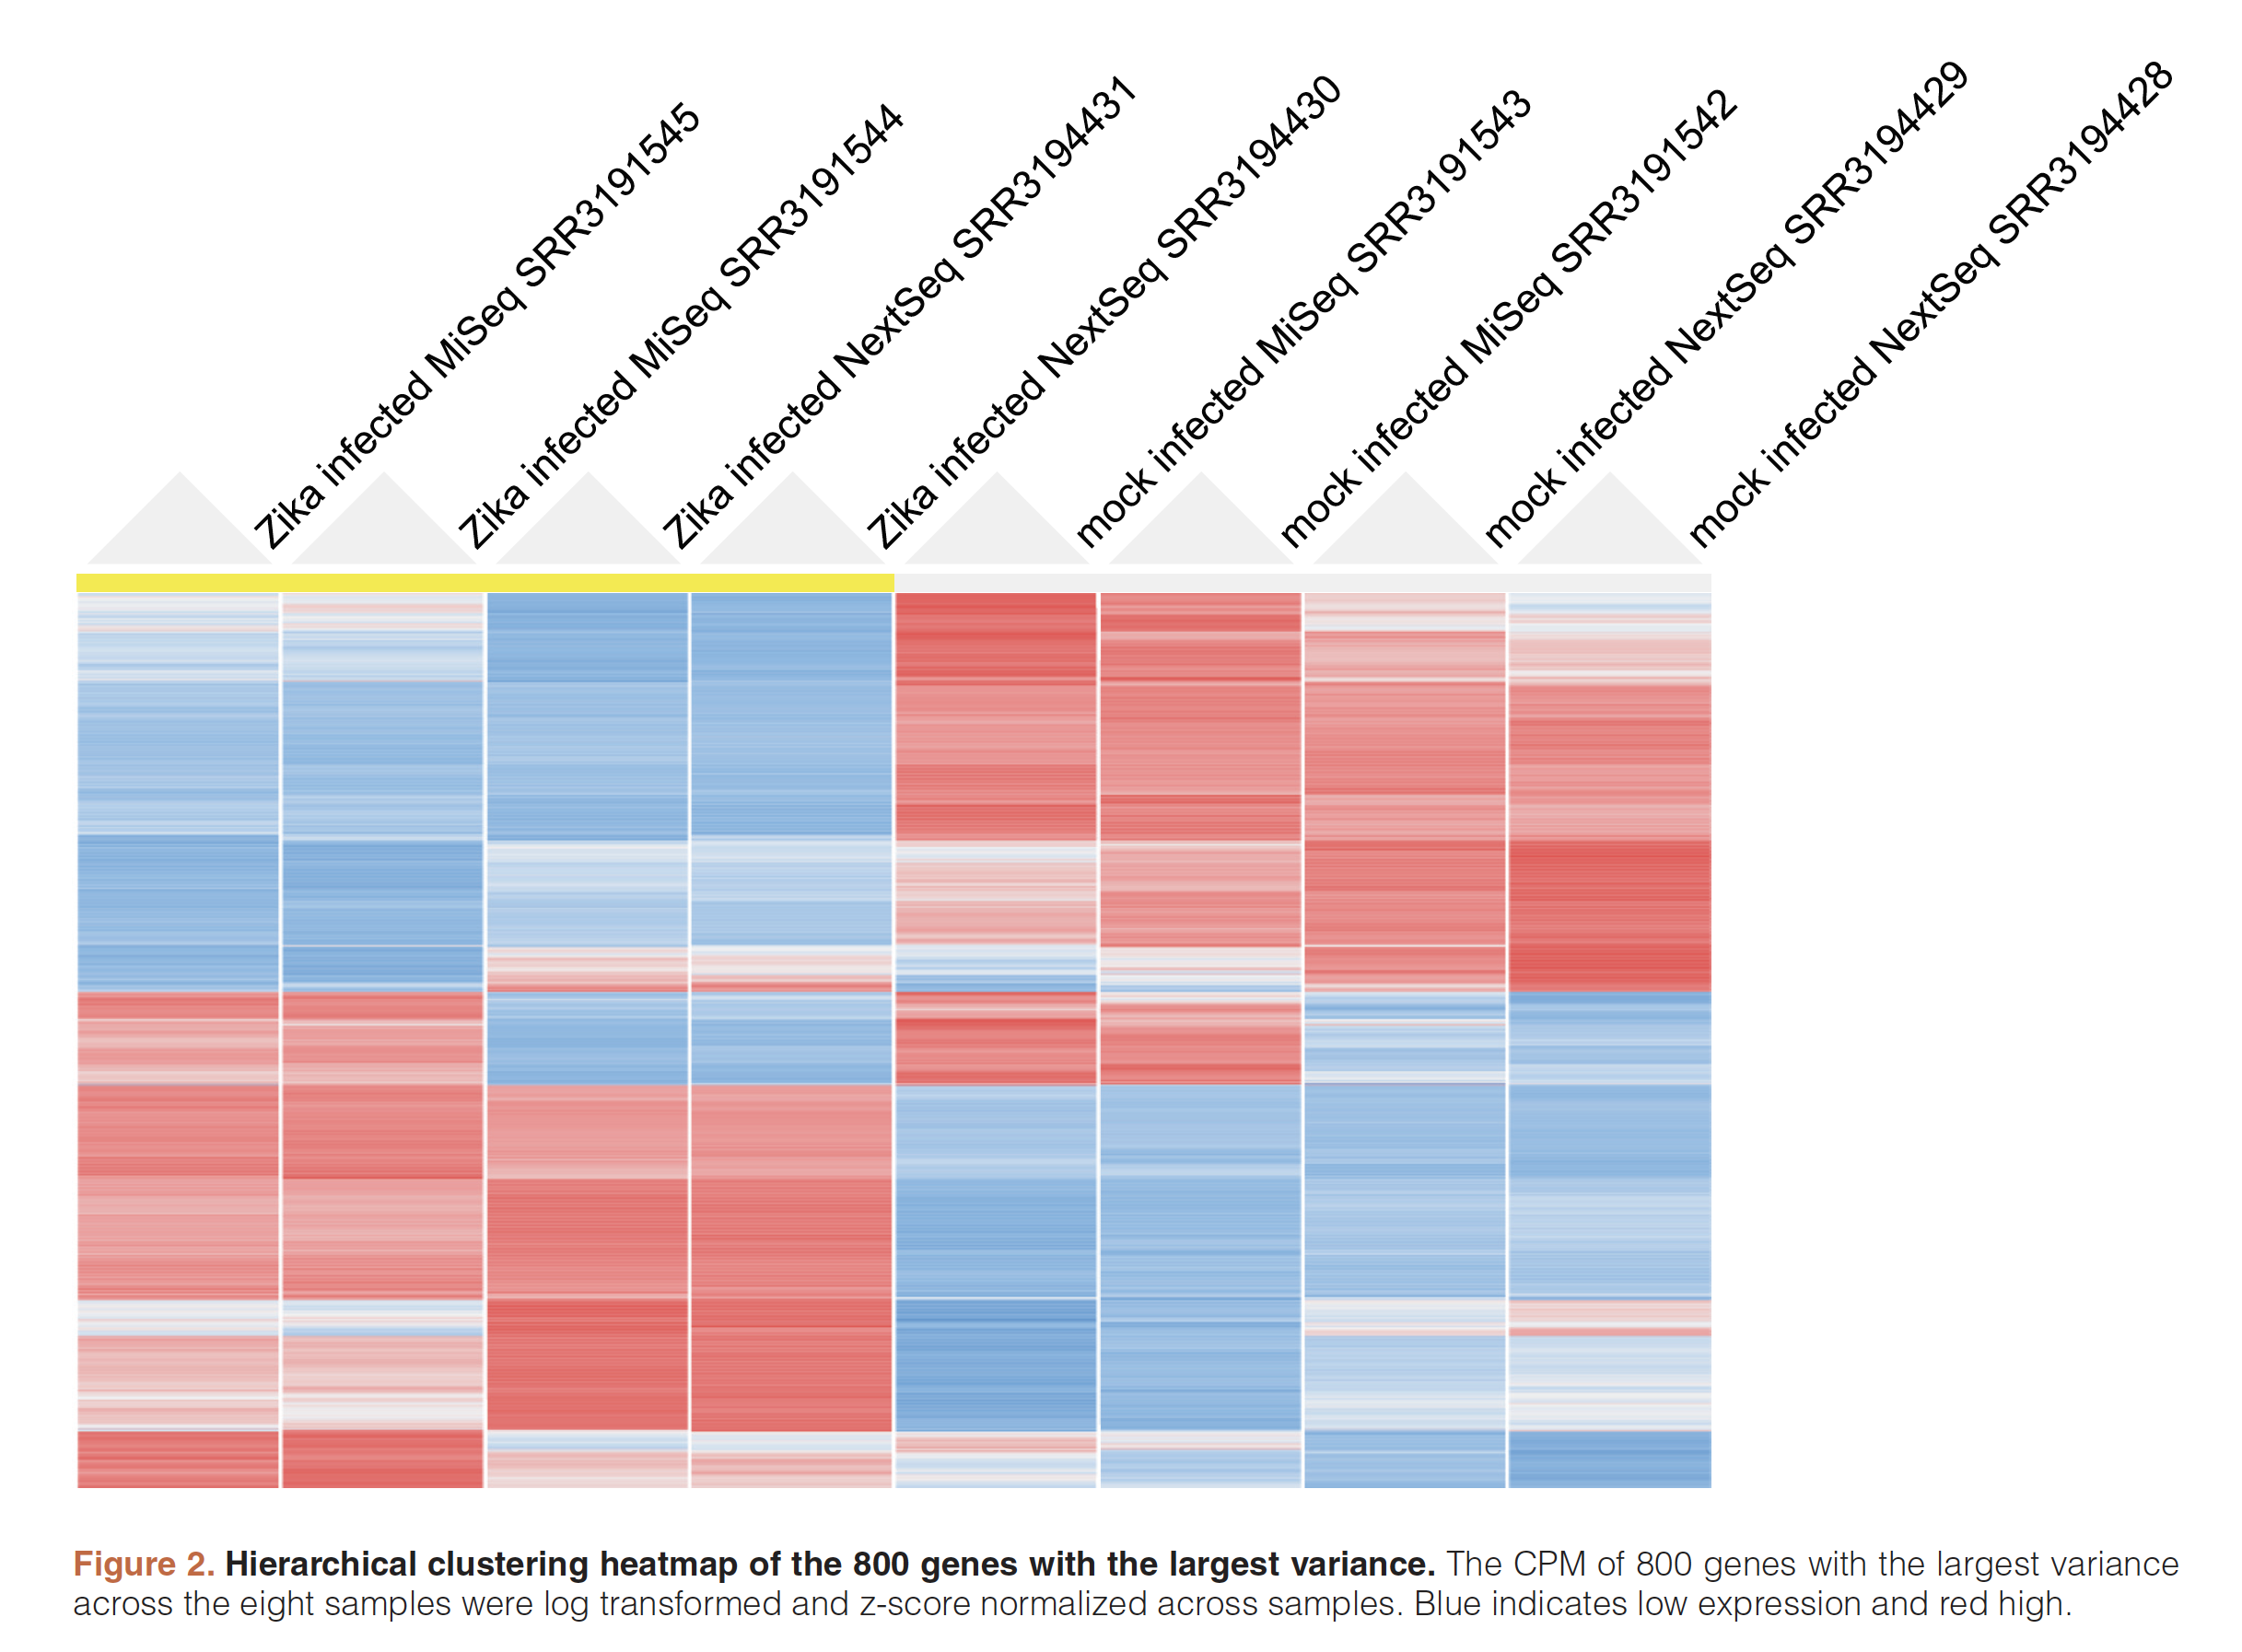 Zika infected MiSeq SRR3191545
Zika infected MiSeq SRR3191544
Zika infected NextSeq SRR3194431
Zika infected NextSeq SRR3194430
mock infected MiSeq SRR3191543
mock infected MiSeq SRR3191542
mock infected NextSeq SRR3194429
mock infected NextSeq SRR3194428
Figure 2. Hierarchical clustering heatmap of the 800 genes with the largest variance. The CPM of 800 genes with the largest variance
across the eight samples were log transformed and z-score normalized across samples. Blue indicates low expression and red high.